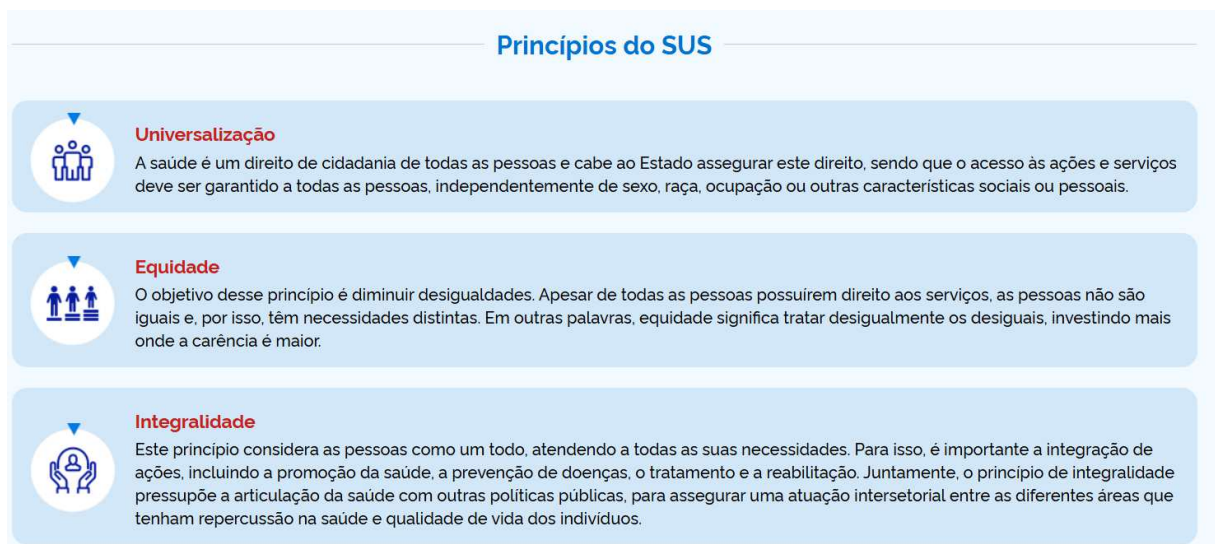 Princípios do SUS
Universalização
A saúde é um direito de cidadania de todas as pessoas e cabe ao Estado assegurar este direito, sendo que o acesso às ações e serviços
deve ser garantido a todas as pessoas, independentemente de sexo, raça, ocupação ou outras características sociais ou pessoais.
Equidade
O objetivo desse princípio é diminuir desigualdades. Apesar de todas as pessoas possuírem direito aos serviços, as pessoas não são
iguais e, por isso, têm necessidades distintas. Em outras palavras, equidade significa tratar desigualmente os desiguais, investindo mais
onde a carência é maior.
Integralidade
Este princípio considera as pessoas como um todo, atendendo a todas as suas necessidades. Para isso, é importante a integração de
ações, incluindo a promoção da saúde, a prevenção de doenças, o tratamento e a reabilitação. Juntamente, o princípio de integralidade
pressupõe a articulação da saúde com outras políticas públicas, para assegurar uma atuação intersetorial entre as diferentes áreas que
tenham repercussão na saúde e qualidade de vida dos indivíduos.